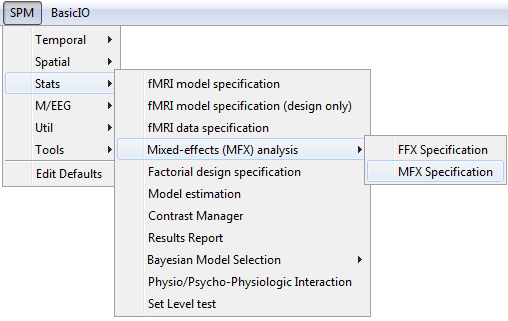 SPM BasicIO
Temporal
Spatial
Stats
M/EEG
Util
Tools
Edit Defaults
fMRI model specification
fMRI model specification (design only)
fMRI data specification
Mixed-effects (MFX) analysis
Factorial design specification
Model estimation
Contrast Manager
Results Report
Bayesian Model Selection
Physio/Psycho-Physiologic Interaction
Set Level test
FFX Specification
MFX Specification